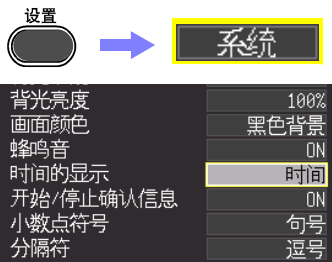 设置
系统
背光亮度 100%
画面颜色 黑色背景
蜂鸣音 ON
时间的显示 时间
开始/停止确认信息 ON
小数点符号 句号
分隔符 逗号